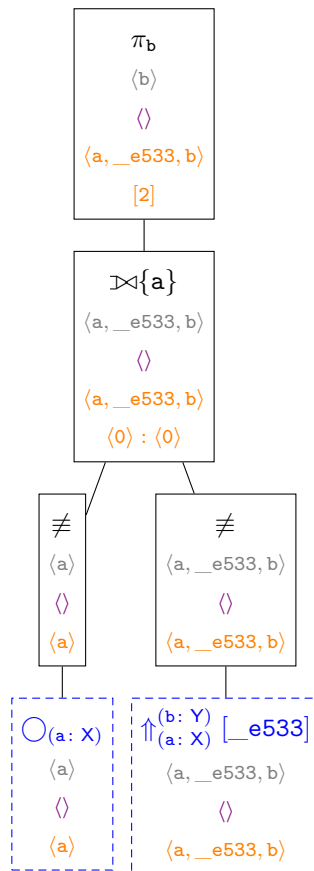 π_b
⟨b⟩
⟨⟩
⟨a, __e533, b⟩
[2]
⟕{a}
⟨a, __e533, b⟩
⟨⟩
⟨a, __e533, b⟩
⟨0⟩ : ⟨0⟩
≢ ≢
⟨a⟩ ⟨a, __e533, b⟩
⟨⟩ ⟨⟩
⟨a⟩ ⟨a, __e533, b⟩
◯_(a: X) ⇑_(a: X)^(b: Y) [__e533]
⟨a⟩ ⟨a, __e533, b⟩
⟨⟩ ⟨⟩
⟨a⟩ ⟨a, __e533, b⟩